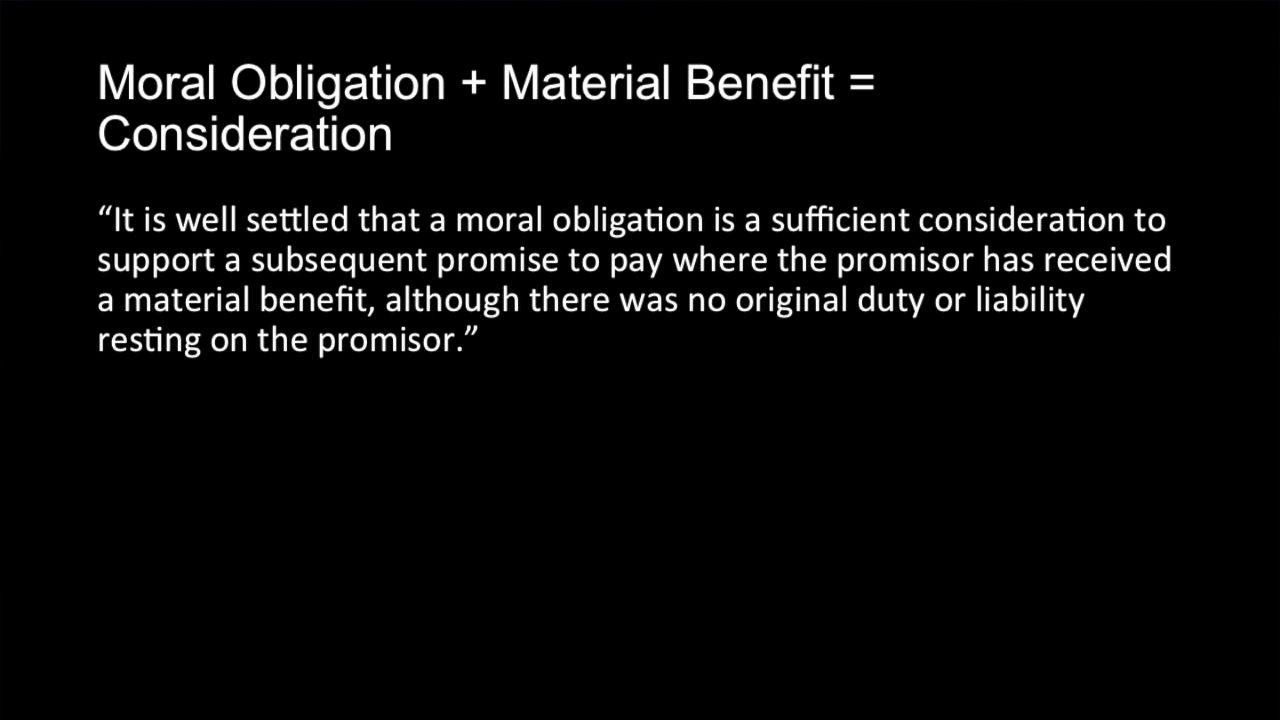 Moral Obligation + Material Benefit =
Consideration
“It is well settled that a moral obligation is a sufficient consideration to
support a subsequent promise to pay where the promisor has received
a material benefit, although there was no original duty or liability
resting on the promisor.”